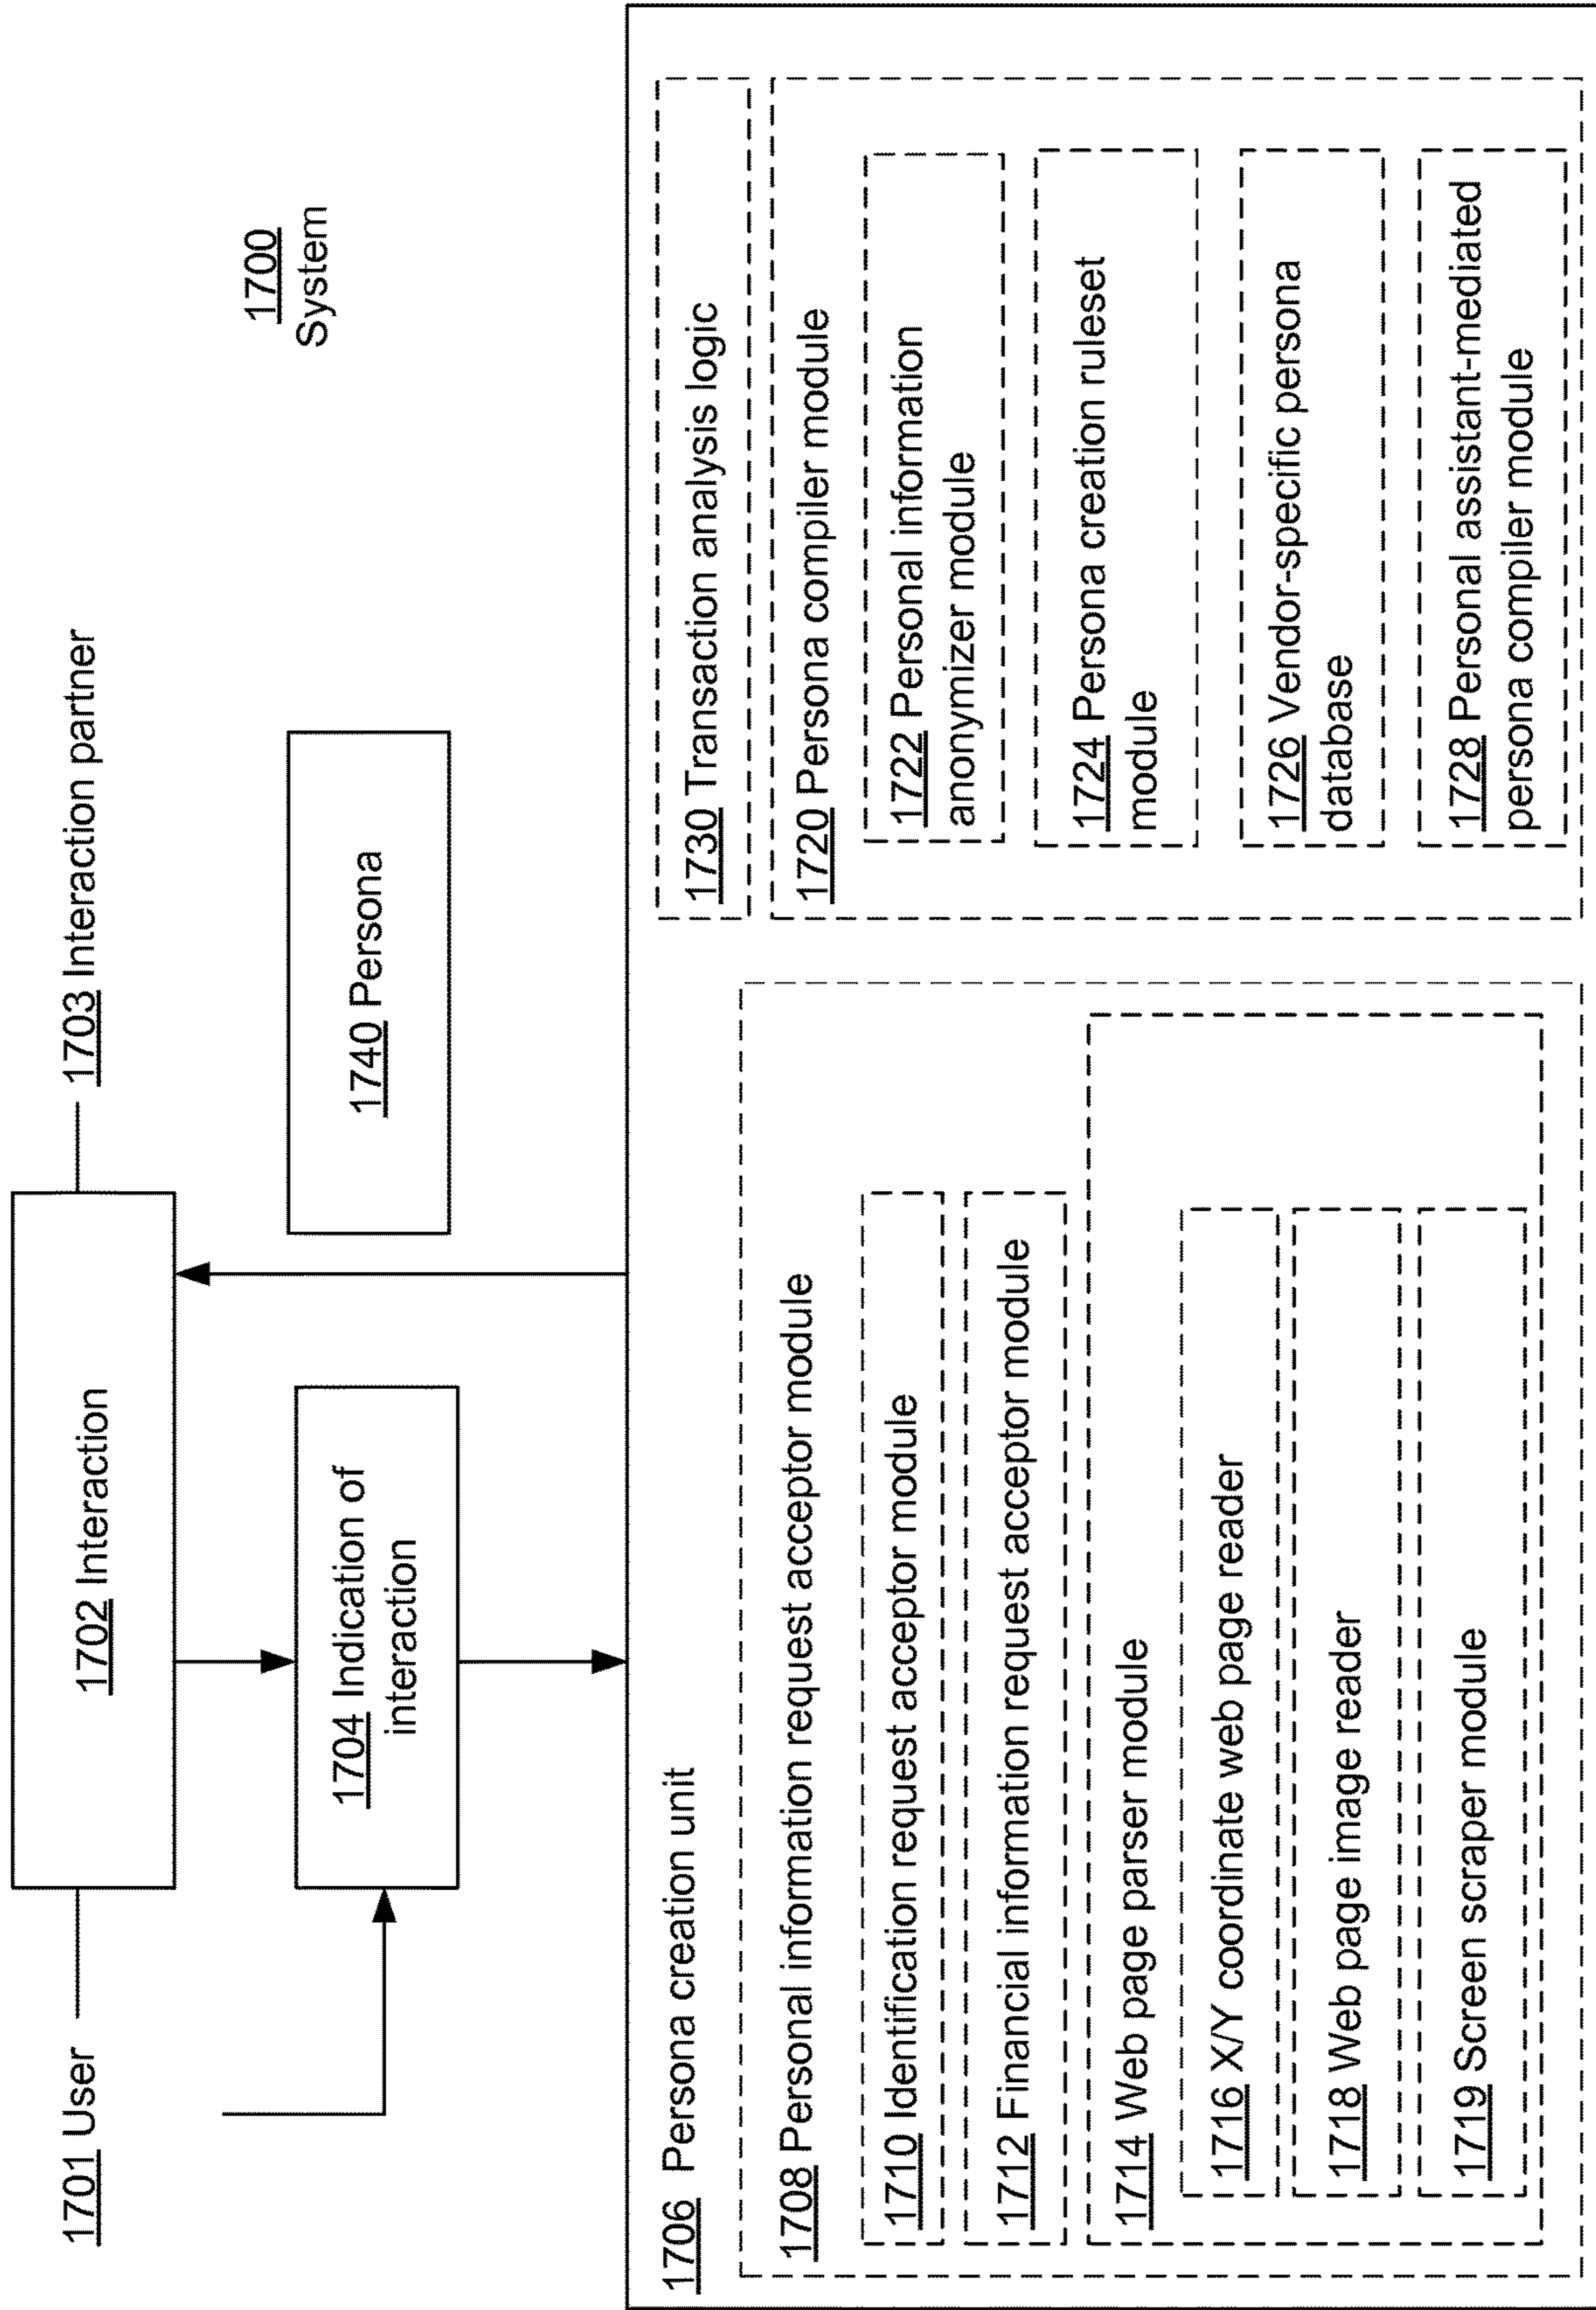 1700
System
1701 User
1702 Interaction
1703 Interaction partner
1704 Indication of
interaction
1740 Persona
1706 Persona creation unit
1708 Personal information request acceptor module
1710 Identification request acceptor module
1712 Financial information request acceptor module
1714 Web page parser module
1716 X/Y coordinate web page reader
1718 Web page image reader
1719 Screen scraper module
1730 Transaction analysis logic
1720 Persona compiler module
1722 Personal information
anonymizer module
1724 Persona creation ruleset
module
1726 Vendor-specific persona
database
1728 Personal assistant-mediated
persona compiler module